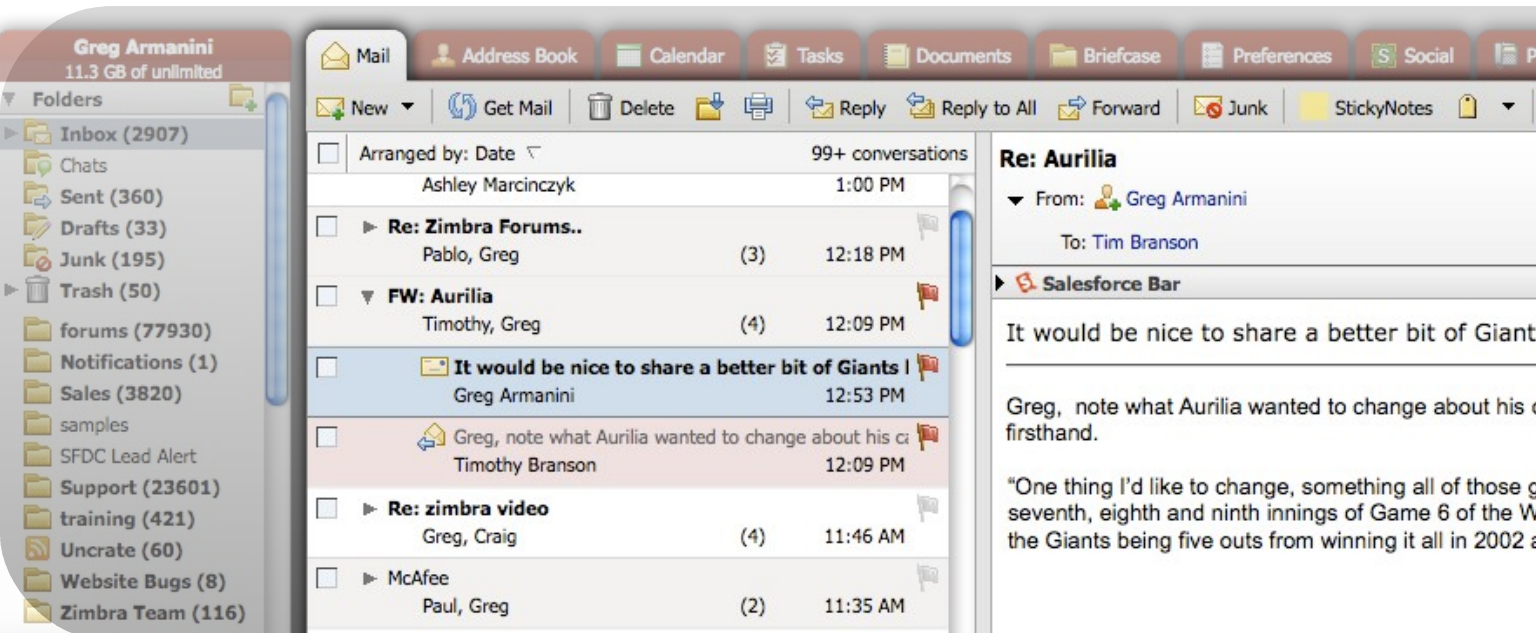 Greg Armanini
11.3 GB of unlimited
Folders
Inbox (2907)
Chats
Sent (360)
Drafts (33)
Junk (195)
Trash (50)
forums (77930)
Notifications (1)
Sales (3820)
samples
SFDC Lead Alert
Support (23601)
training (421)
Uncrate (60)
Website Bugs (8)
Zimbra Team (116)
Mail Address Book Calendar Tasks Documents Briefcase Preferences S Social P
New Get Mail Delete Reply Reply to All Forward Junk StickyNotes
Arranged by: Date 99+ conversations
Ashley Marcinczyk 1:00 PM
Re: Zimbra Forums..
Pablo, Greg (3) 12:18 PM
FW: Aurilia
Timothy, Greg (4) 12:09 PM
It would be nice to share a better bit of Giants
Greg Armanini 12:53 PM
Greg, note what Aurilia wanted to change about his ca
Timothy Branson 12:09 PM
Re: zimbra video
Greg, Craig (4) 11:46 AM
McAfee
Paul, Greg (2) 11:35 AM
Re: Aurilia
From: Greg Armanini
To: Tim Branson
Salesforce Bar
It would be nice to share a better bit of Giant
Greg, note what Aurilia wanted to change about his
firsthand.
“One thing I’d like to change, something all of those g
seventh, eighth and ninth innings of Game 6 of the W
the Giants being five outs from winning it all in 2002 a